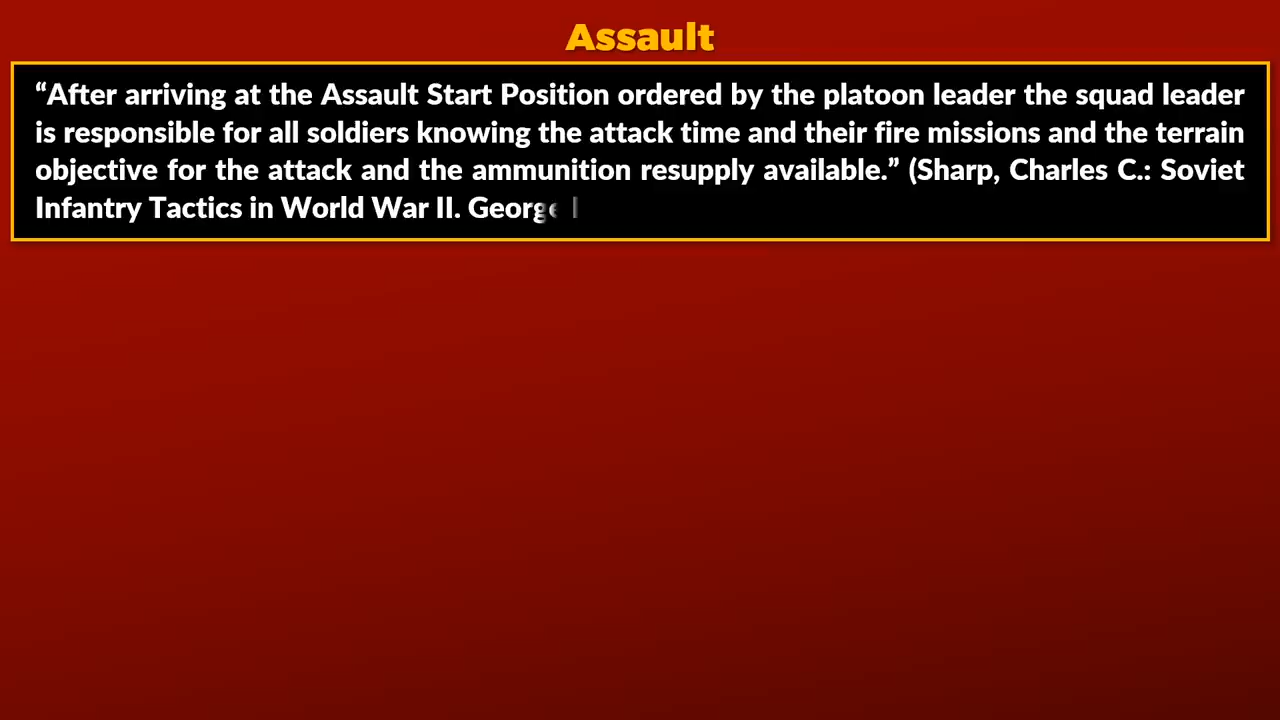 Assault
“After arriving at the Assault Start Position ordered by the platoon leader the squad leader
is responsible for all soldiers knowing the attack time and their fire missions and the terrain
objective for the attack and the ammunition resupply available.” (Sharp, Charles C.: Soviet
Infantry Tactics in World War II. George